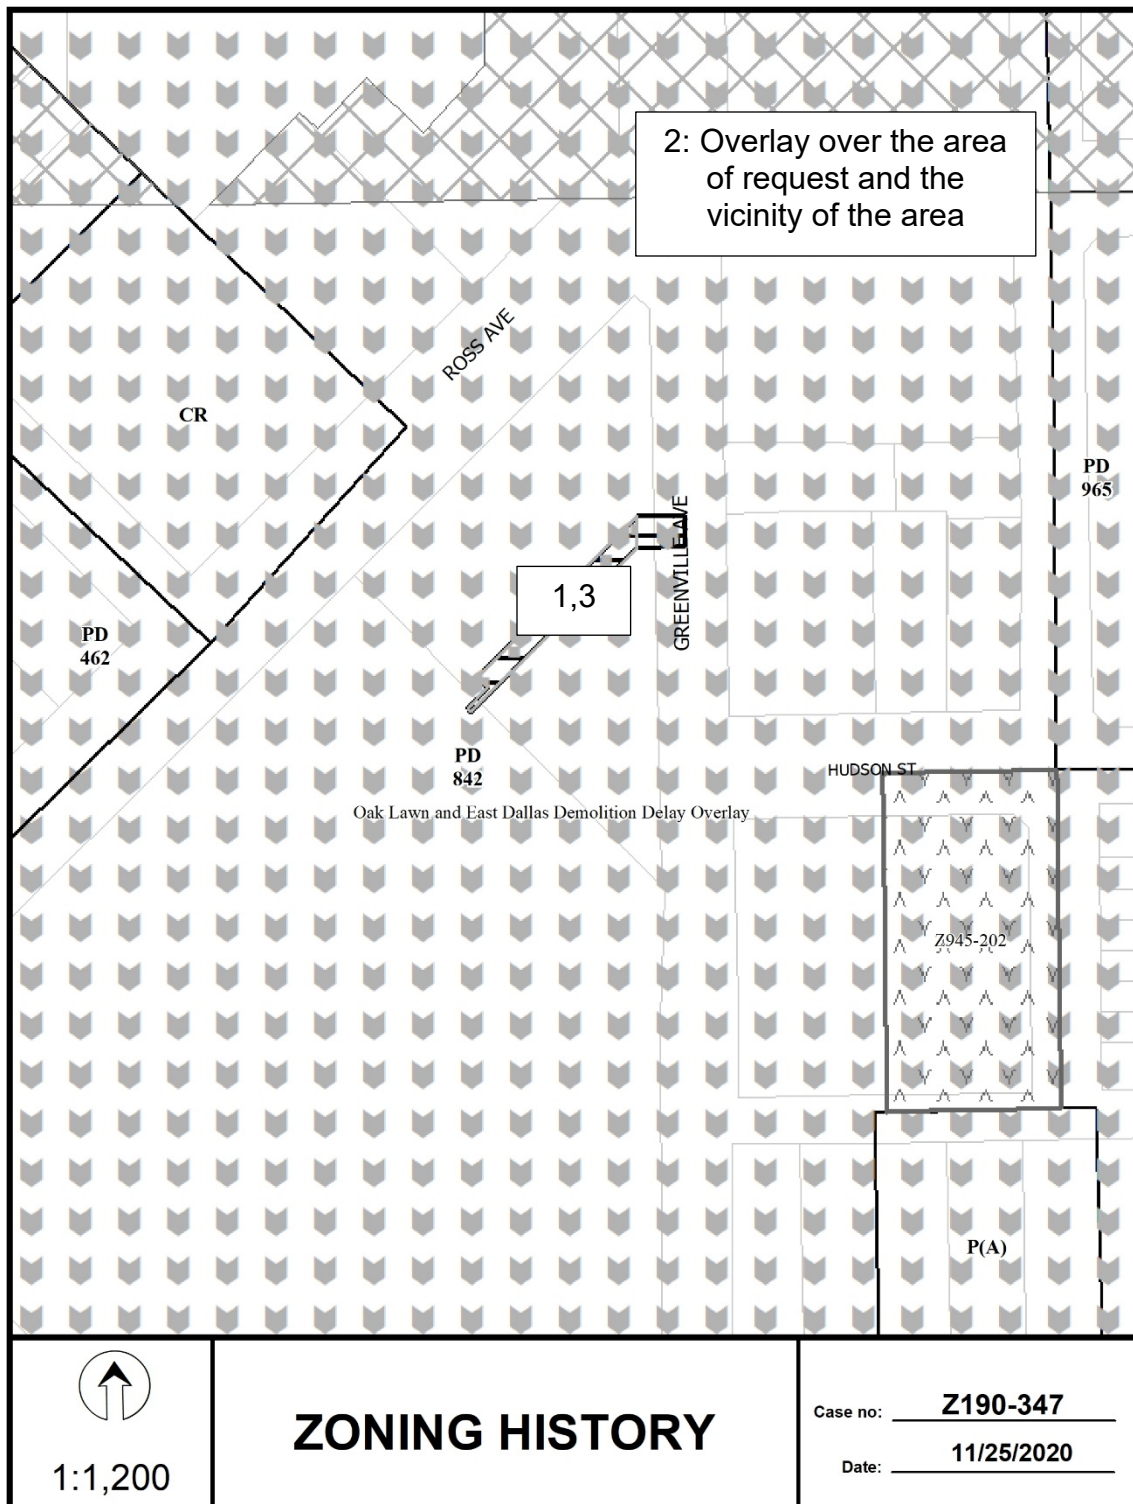 2: Overlay over the area
of request and the
vicinity of the area
ROSS AVE
CR
PD
965
GREENVILLE AVE
1,3
PD
462
PD
842
HUDSON ST
Oak Lawn and East Dallas Demolition Delay Overlay
Z945-202
P(A)
1:1,200
ZONING HISTORY
Case no: Z190-347
Date: 11/25/2020